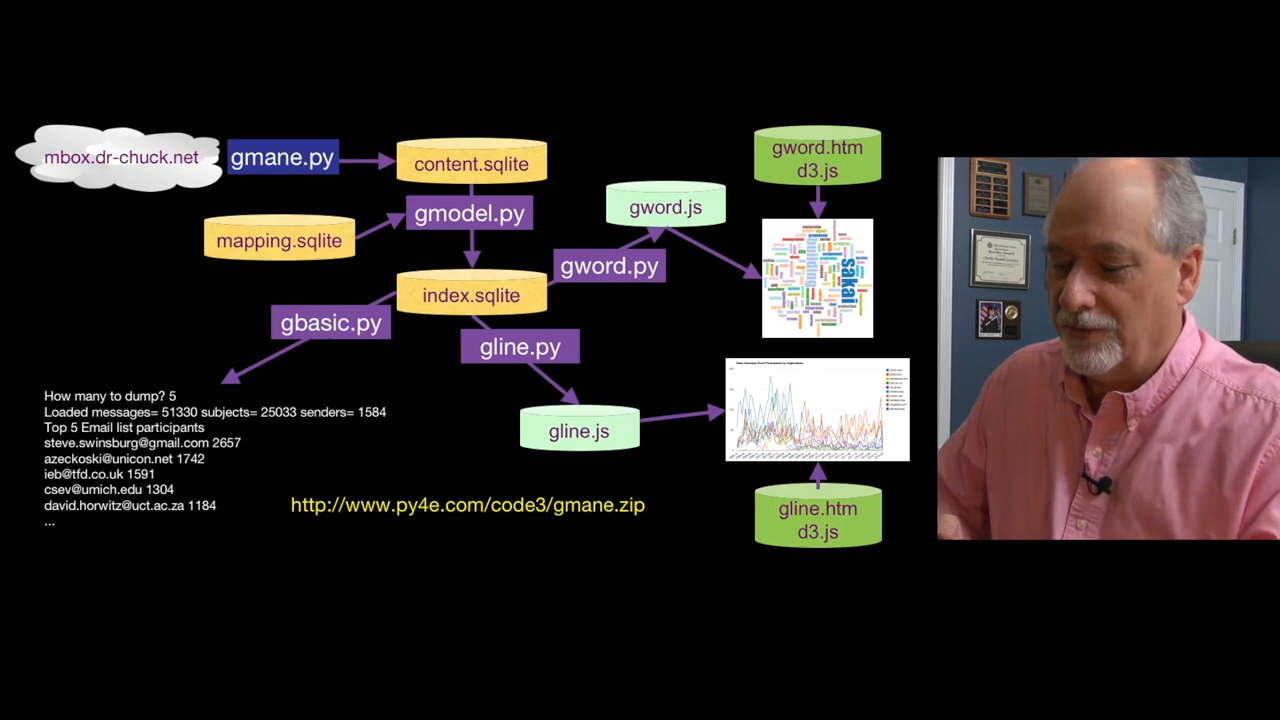 mbox.dr-chuck.net
gmane.py
content.sqlite
gword.htm
d3.js
mapping.sqlite
gmodel.py
gword.js
sakai
index.sqlite
gword.py
gbasic.py
gline.py
gline.js
gline.htm
d3.js
How many to dump? 5
Loaded messages= 51330 subjects= 25033 senders= 1584
Top 5 Email list participants
steve.swinsburg@gmail.com 2657
azeckoski@unicon.net 1742
ieb@tfd.co.uk 1591
csev@umich.edu 1304
david.horwitz@uct.ac.za 1184
...
http://www.py4e.com/code3/gmane.zip